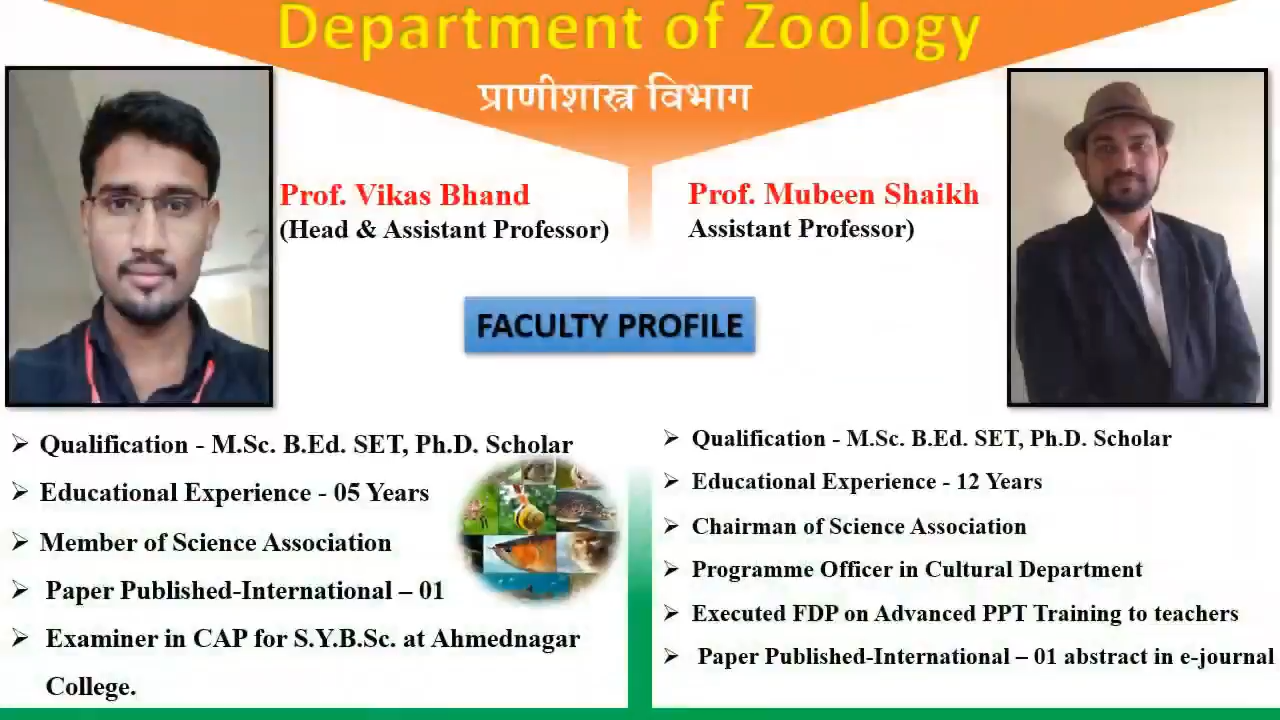 Department of Zoology
प्राणीशास्त्र विभाग
Prof. Vikas Bhand
(Head & Assistant Professor)
Prof. Mubeen Shaikh
Assistant Professor)
FACULTY PROFILE
➢ Qualification - M.Sc. B.Ed. SET, Ph.D. Scholar
➢ Educational Experience - 05 Years
➢ Member of Science Association
➢ Paper Published-International – 01
➢ Examiner in CAP for S.Y.B.Sc. at Ahmednagar
College.
➢ Qualification - M.Sc. B.Ed. SET, Ph.D. Scholar
➢ Educational Experience - 12 Years
➢ Chairman of Science Association
➢ Programme Officer in Cultural Department
➢ Executed FDP on Advanced PPT Training to teachers
➢ Paper Published-International – 01 abstract in e-journal